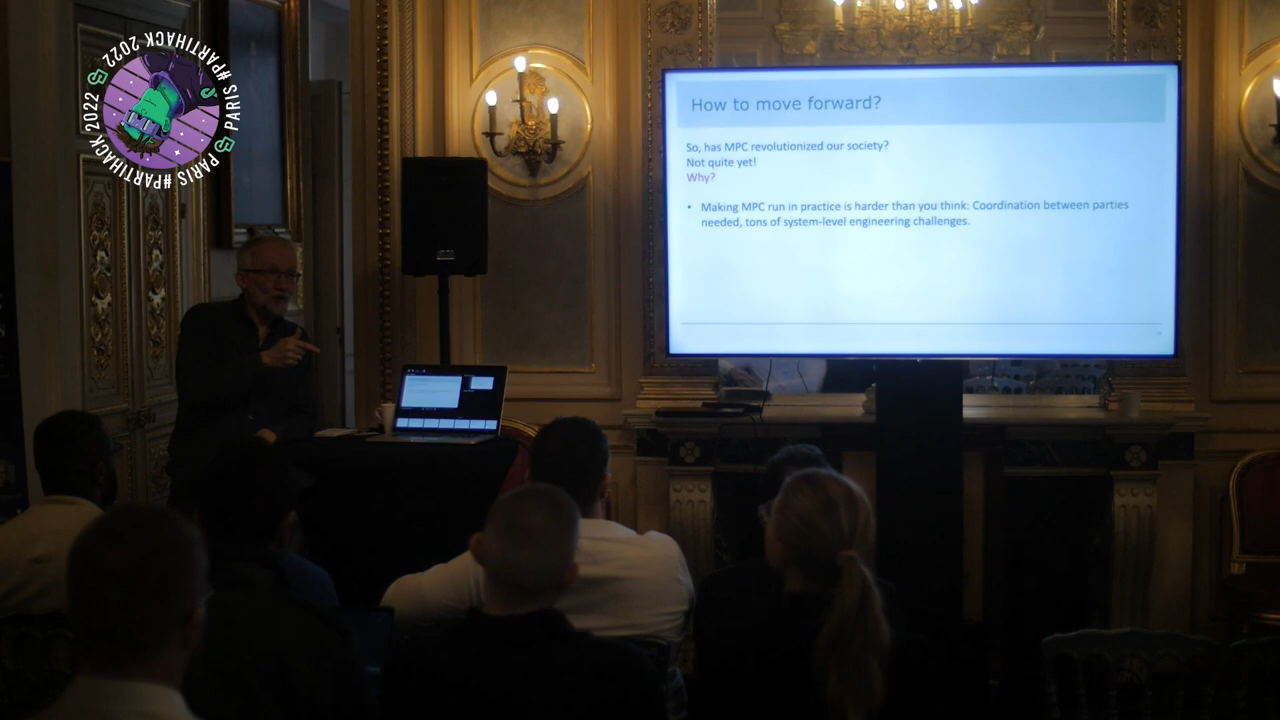 PARIS #PARTIHACK 2022
PARIS #PARTIHACK 2022
How to move forward?
So, has MPC revolutionized our society?
Not quite yet!
Why?
• Making MPC run in practice is harder than you think: Coordination between parties
needed, tons of system-level engineering challenges.